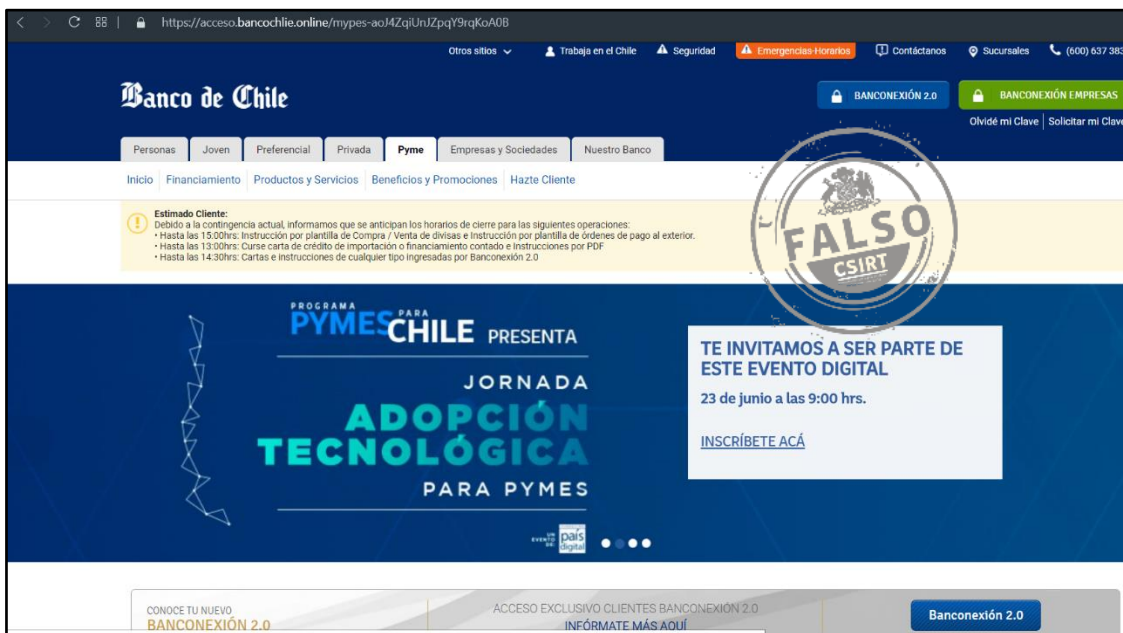 https://acceso.bancochlie.online/mypes-aoJ4ZqiUnJZpqY9rqKoA0B
Otros sitios Trabaja en el Chile Seguridad Emergencias-Horarios Contáctanos Sucursales (600) 637 383
Banco de Chile
BANCONEXIÓN 2.0 BANCONEXIÓN EMPRESAS
Olvidé mi Clave Solicitar mi Clave
Personas Joven Preferencial Privada Pyme Empresas y Sociedades Nuestro Banco
Inicio Financiamiento Productos y Servicios Beneficios y Promociones Hazte Cliente
Estimado Cliente:
Debido a la contingencia actual, informamos que se anticipan los horarios de cierre para las siguientes operaciones:
• Hasta las 15:00hrs: Instrucción por plantilla de Compra / Venta de divisas e Instrucción por plantilla de órdenes de pago al exterior.
• Hasta las 13:00hrs: Curse carta de crédito de importación o financiamiento contado e Instrucciones por PDF
• Hasta las 14:30hrs: Cartas e instrucciones de cualquier tipo ingresadas por Banconexión 2.0
FALSO
CSIRT
PROGRAMA
PYMES PARA CHILE PRESENTA
JORNADA
ADOPCIÓN
TECNOLÓGICA
PARA PYMES
UN EVENTO DE: país digital
TE INVITAMOS A SER PARTE DE
ESTE EVENTO DIGITAL
23 de junio a las 9:00 hrs.
INSCRÍBETE ACÁ
CONOCE TU NUEVO
BANCONEXIÓN 2.0
ACCESO EXCLUSIVO CLIENTES BANCONEXIÓN 2.0
INFÓRMATE MÁS AQUÍ
Banconexión 2.0